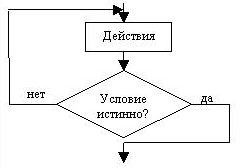 Действия
нет
Условие
да
истинно?